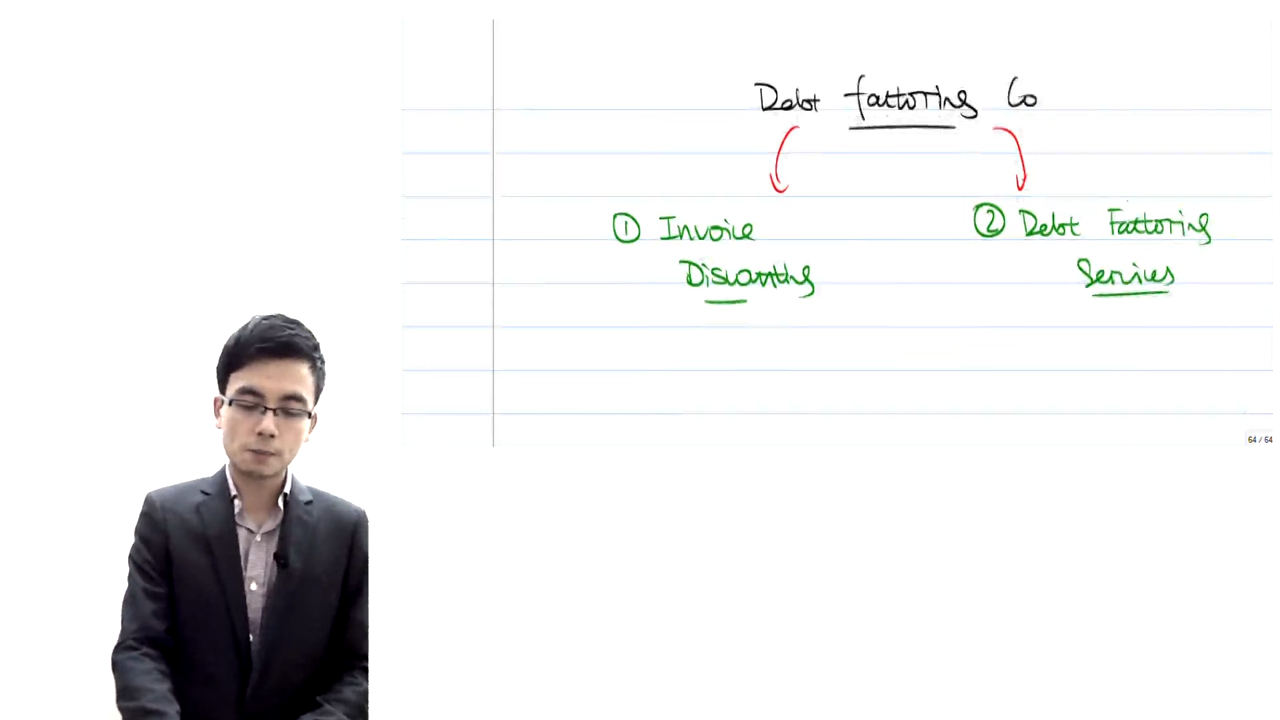 Debt factoring Co
① Invoice
Discounting
② Debt Factoring
Services
64 / 64